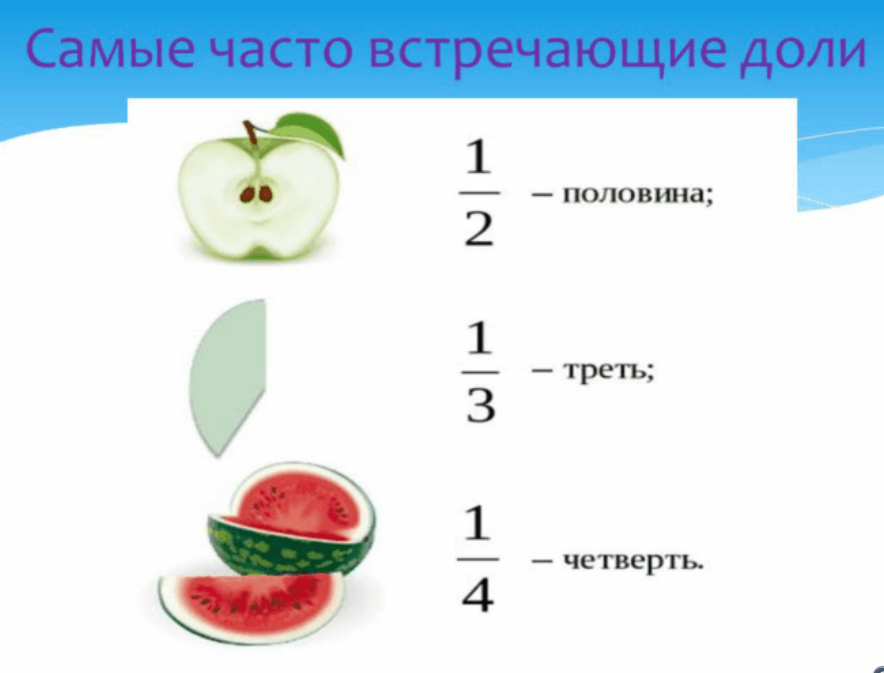 Самые часто встречающие доли
1/2 – половина;
1/3 – треть;
1/4 – четверть.